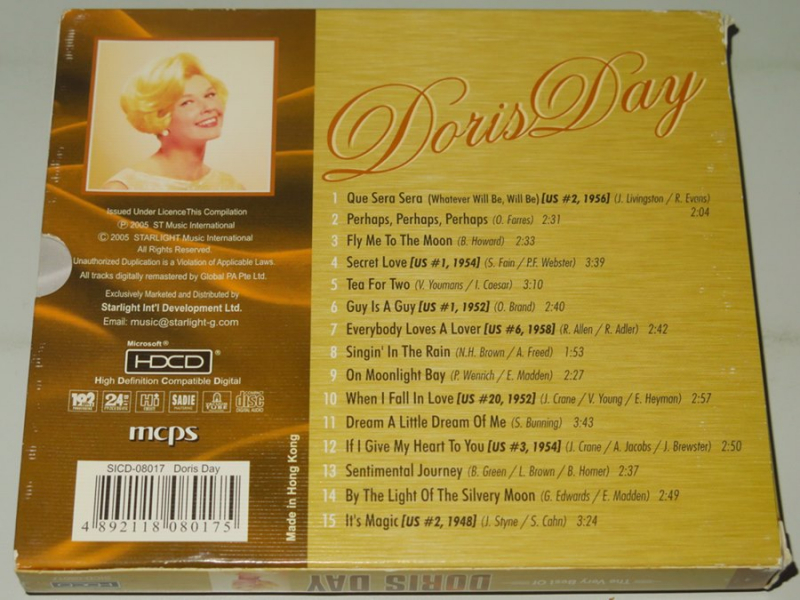 Doris Day
1 Que Sera Sera (Whatever Will Be, Will Be) [US #2, 1956] (J. Livingston / R. Evans)
2:04
2 Perhaps, Perhaps, Perhaps (O. Farres) 2:31
3 Fly Me To The Moon (B. Howard) 2:33
4 Secret Love [US #1, 1954] (S. Fain / P.F. Webster) 3:39
5 Tea For Two (V. Youmans / I. Caesar) 3:10
6 Guy Is A Guy [US #1, 1952] (O. Brand) 2:40
7 Everybody Loves A Lover [US #6, 1958] (R. Allen / R. Adler) 2:42
8 Singin' In The Rain (N.H. Brown / A. Freed) 1:53
9 On Moonlight Bay (P. Wenrich / E. Madden) 2:27
10 When I Fall In Love [US #20, 1952] (J. Crane / V. Young / E. Heyman) 2:57
11 Dream A Little Dream Of Me (S. Bunning) 3:43
12 If I Give My Heart To You [US #3, 1954] (J. Crane / A. Jacobs / J. Brewster) 2:50
13 Sentimental Journey (B. Green / L. Brown / B. Homer) 2:37
14 By The Light Of The Silvery Moon (G. Edwards / E. Madden) 2:49
15 It's Magic [US #2, 1948] (J. Styne / S. Cahn) 3:24
Issued Under LicenceThis Compilation
℗ 2005 ST Music International
© 2005 STARLIGHT Music International
All Rights Reserved.
Unauthorized Duplication is a Violation of Applicable Laws.
All tracks digitally remastered by Global PA Pte Ltd.
Exclusively Marketed and Distributed by
Starlight Int'l Development Ltd.
Email: music@starlight-g.com
Microsoft®
HDCD®
High Definition Compatible Digital
192 24 Hi SADiE disc
DIGITAL AUDIO
mcps
SICD-08017 Doris Day
4 892118 080175
Made in Hong Kong
The Very Best Of
DORIS DAY
HDCD